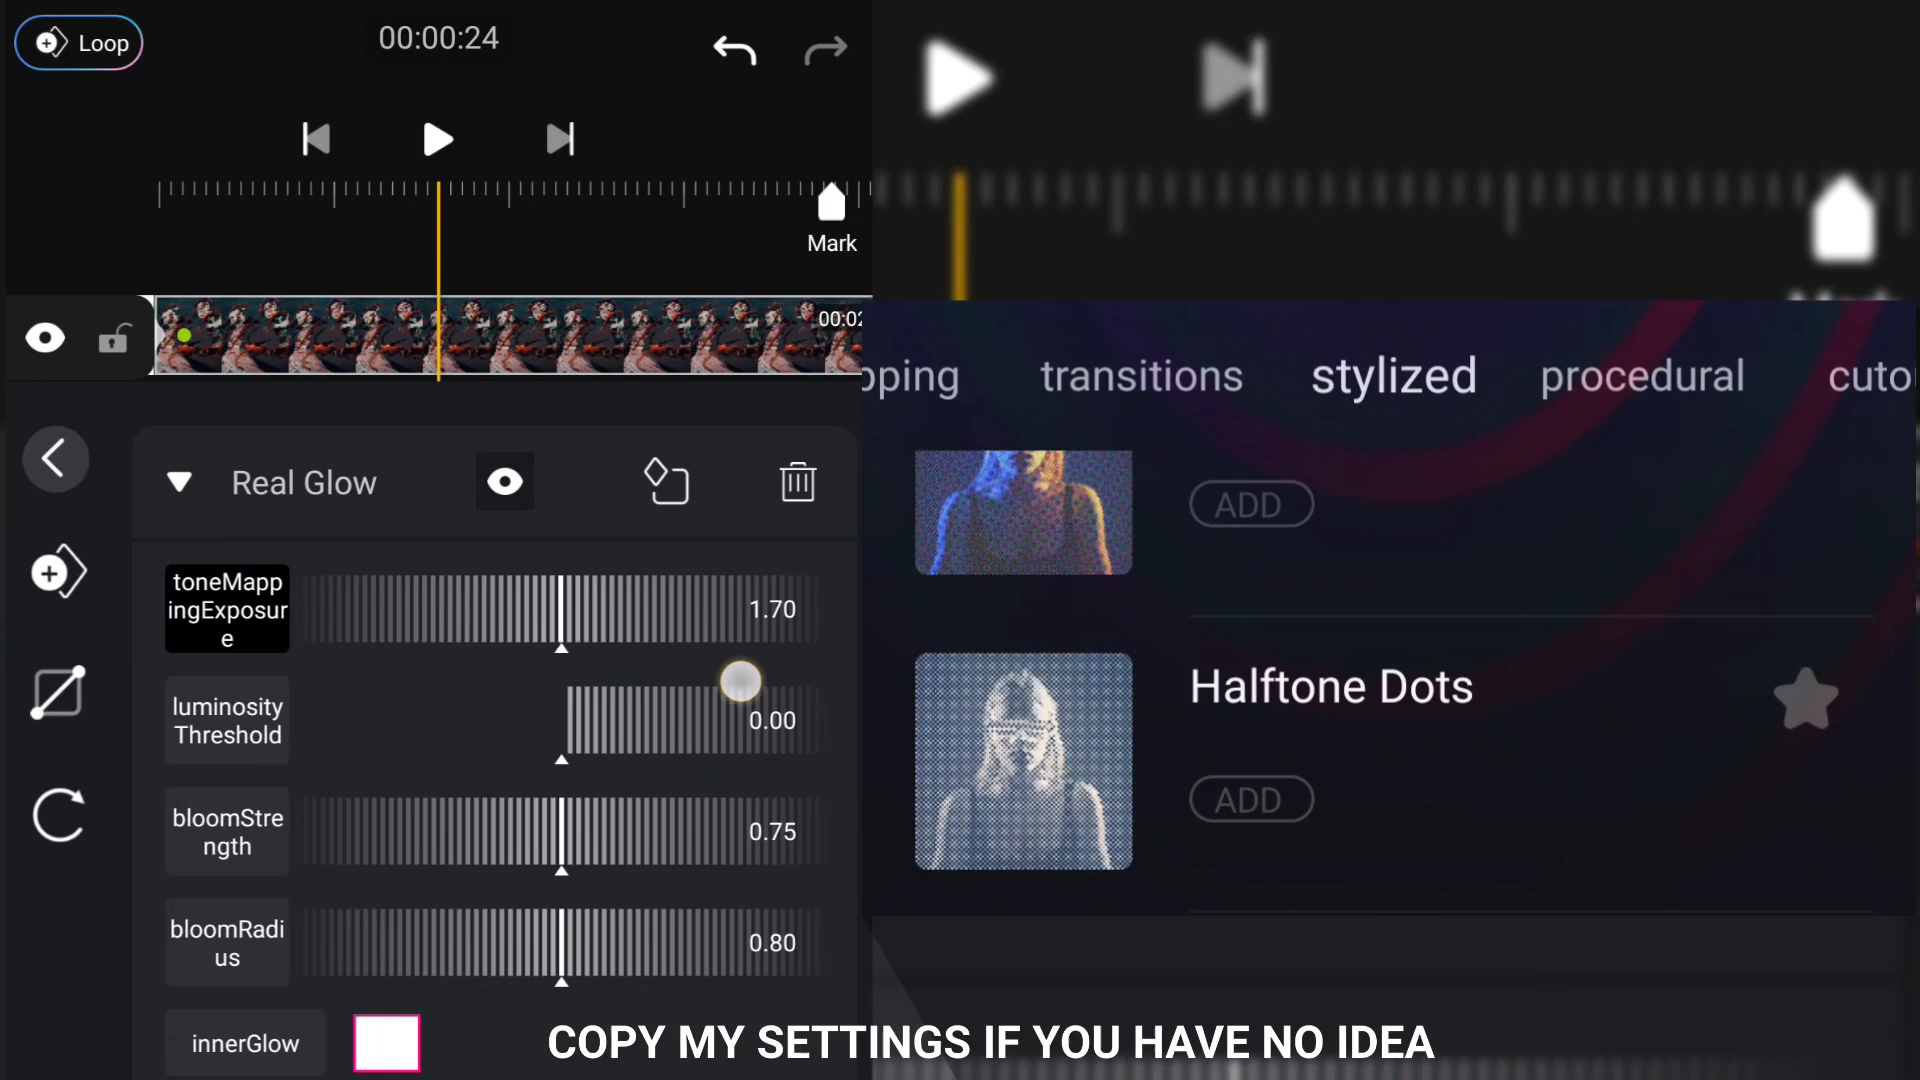 Loop
00:00:24
Mark
00:02
pping
transitions
stylized
procedural
cuto
Real Glow
ADD
toneMapp
ingExposur
e
1.70
luminosity
Threshold
0.00
Halftone Dots
ADD
bloomStre
ngth
0.75
bloomRadi
us
0.80
innerGlow
COPY MY SETTINGS IF YOU HAVE NO IDEA